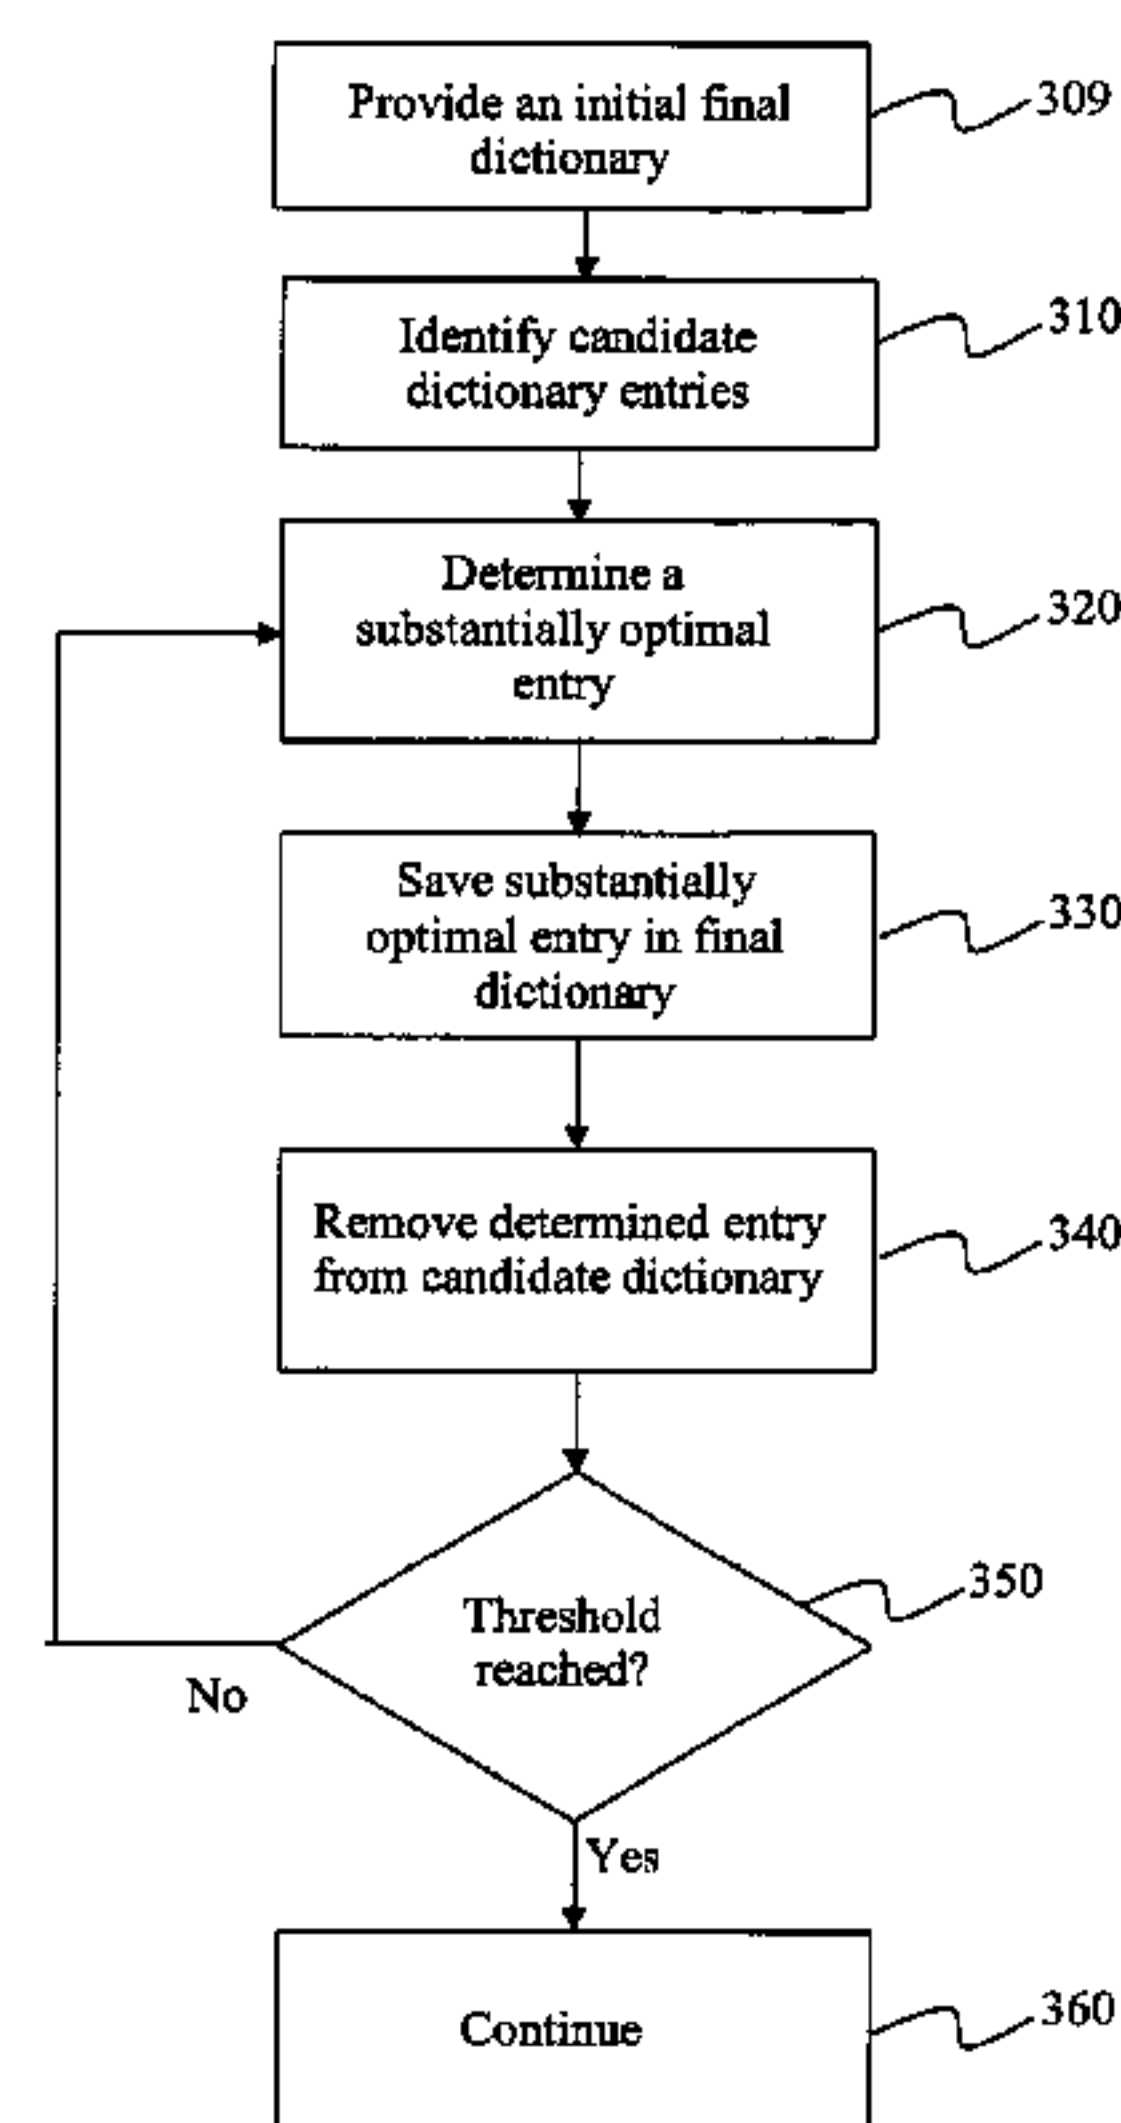 Provide an initial final
dictionary
309
Identify candidate
dictionary entries
310
Determine a
substantially optimal
entry
320
Save substantially
optimal entry in final
dictionary
330
Remove determined entry
from candidate dictionary
340
Threshold
reached?
350
No
Yes
Continue
360